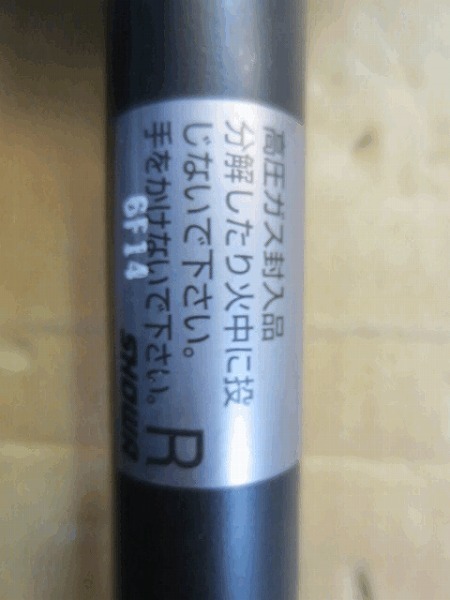 高圧ガス封入品
分解したり火中に投
じないで下さい。
手をかけないで下さい。
6F14
SHOWA
R